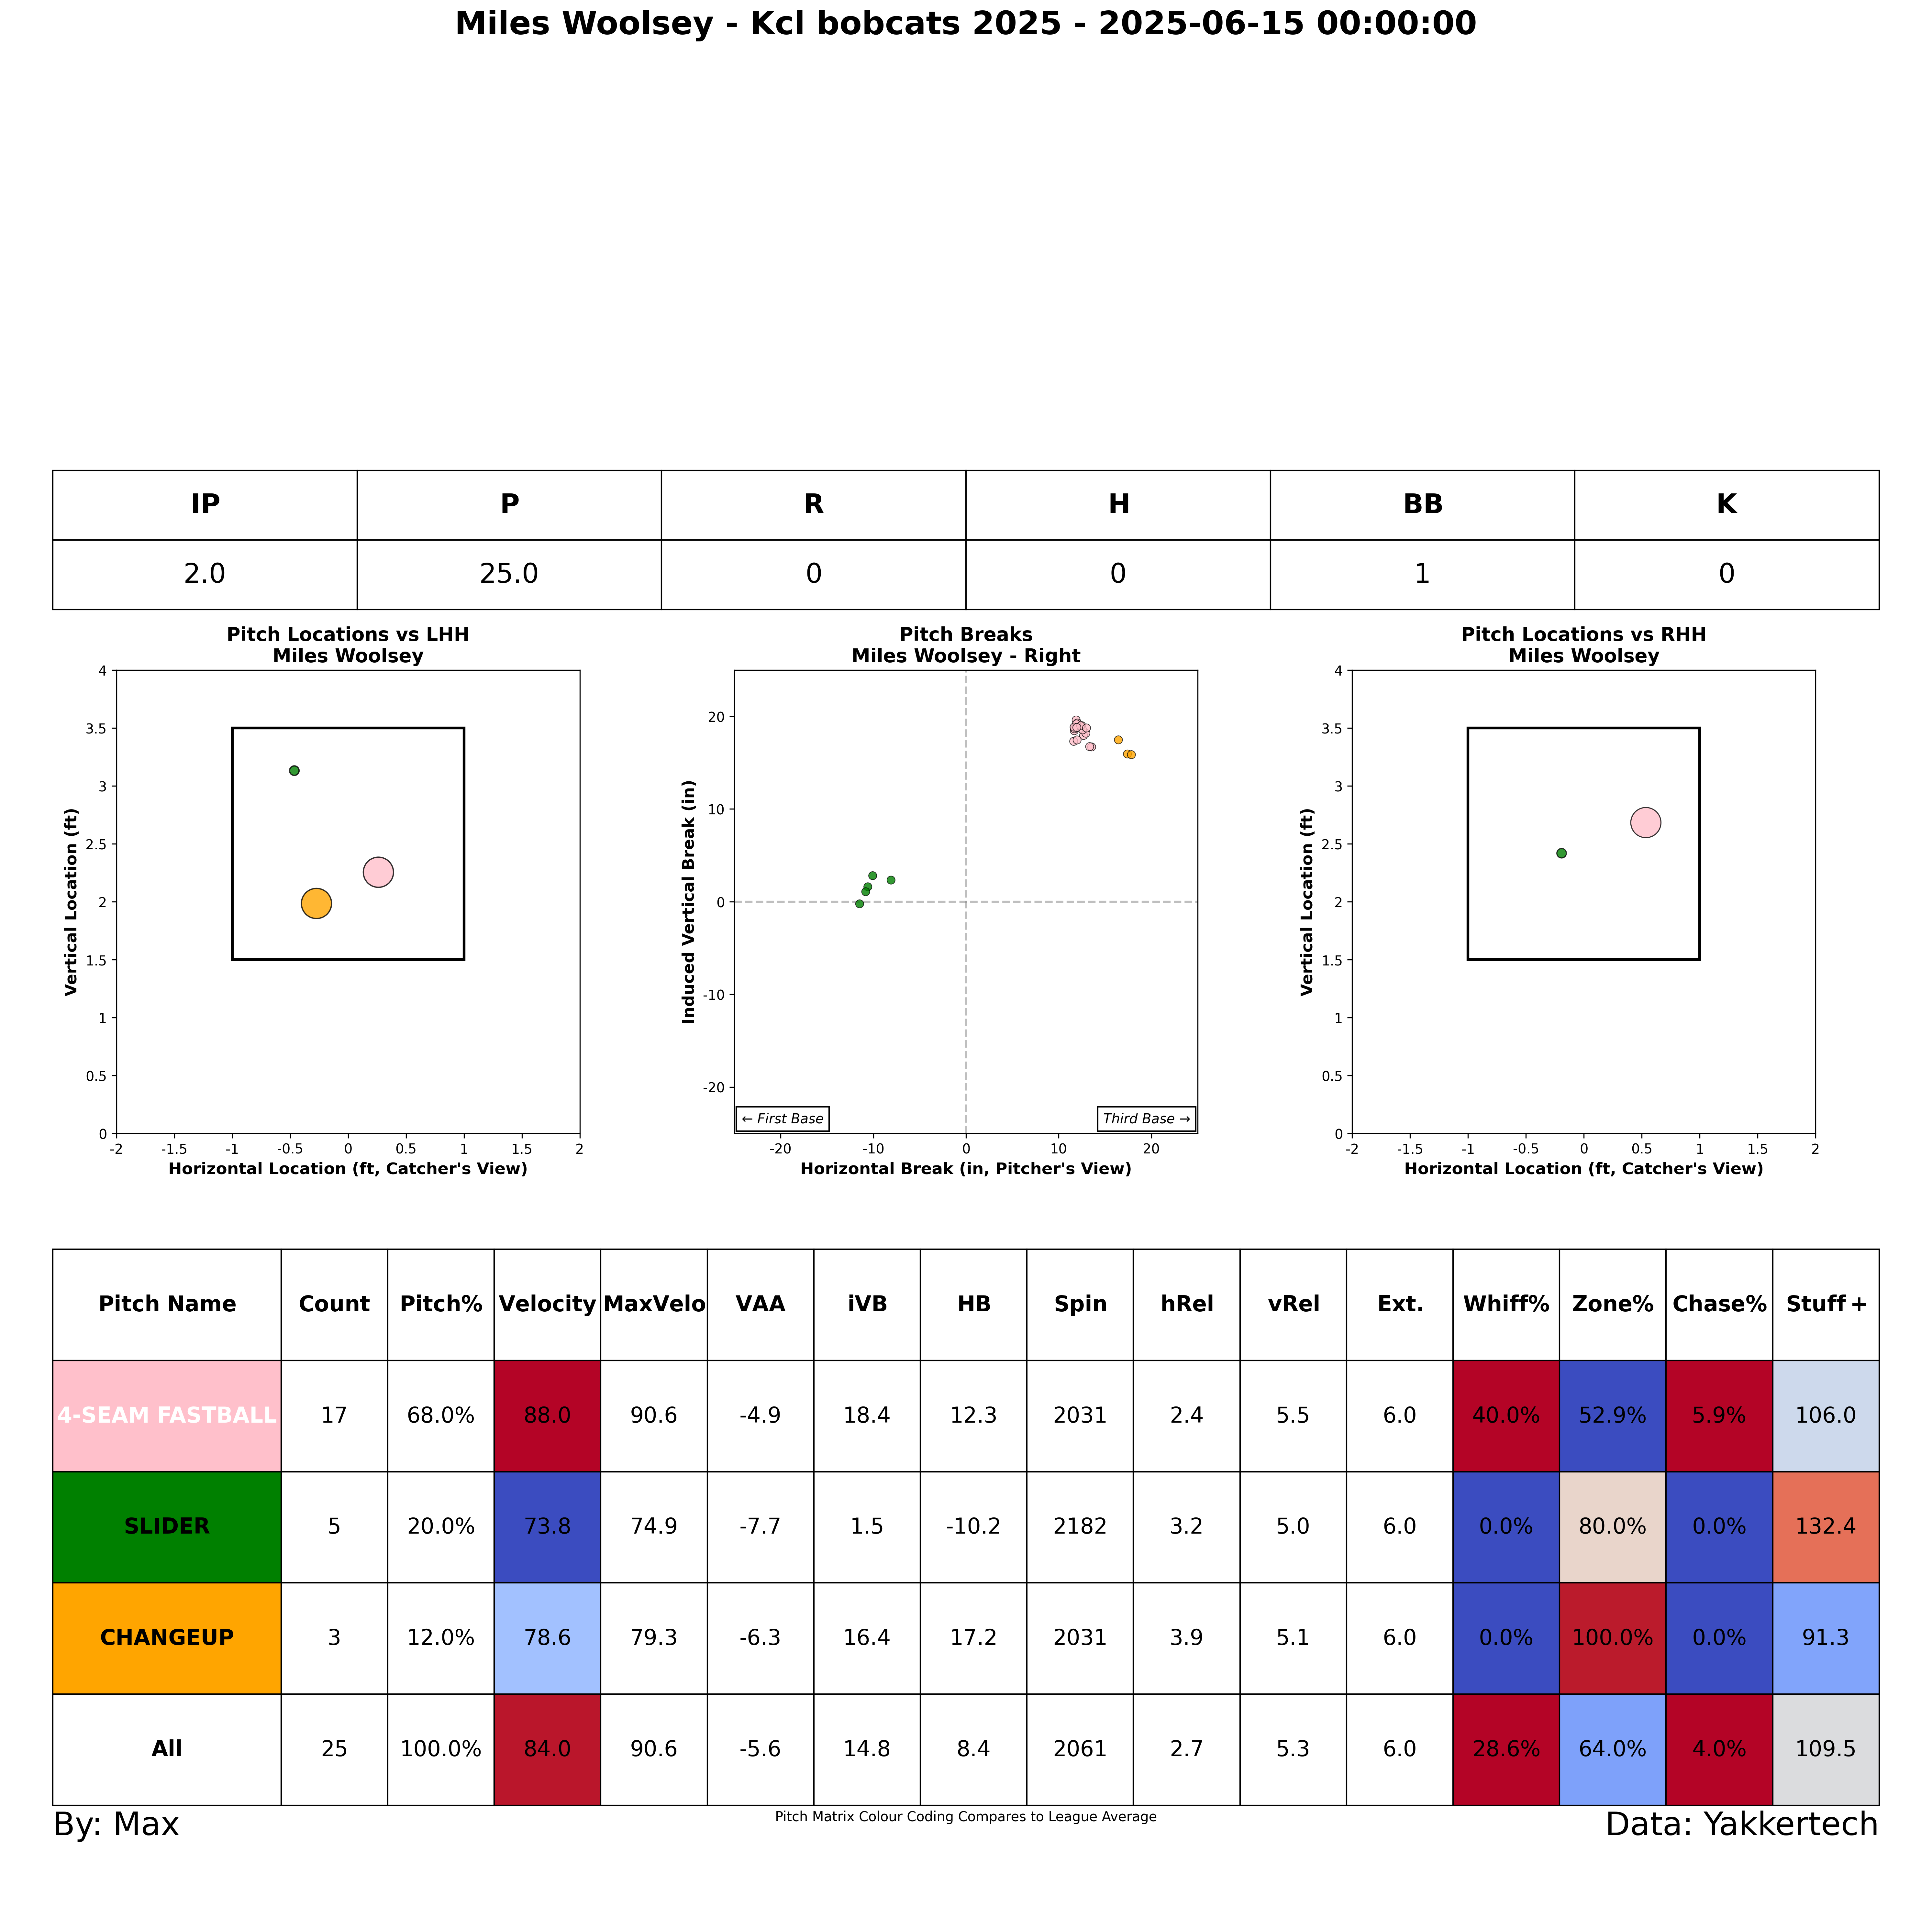 Miles Woolsey - Kcl bobcats 2025 - 2025-06-15 00:00:00
IP P R H BB K
2.0 25.0 0 0 1 0
Pitch Locations vs LHH
Miles Woolsey
4
3.5
3
2.5
2
1.5
1
0.5
0
Vertical Location (ft)
-2 -1.5 -1 -0.5 0 0.5 1 1.5 2
Horizontal Location (ft, Catcher's View)
Pitch Breaks
Miles Woolsey - Right
20
10
0
-10
-20
Induced Vertical Break (in)
← First Base
Third Base →
-20 -10 0 10 20
Horizontal Break (in, Pitcher's View)
Pitch Locations vs RHH
Miles Woolsey
4
3.5
3
2.5
2
1.5
1
0.5
0
Vertical Location (ft)
-2 -1.5 -1 -0.5 0 0.5 1 1.5 2
Horizontal Location (ft, Catcher's View)
Pitch Name Count Pitch% Velocity MaxVelo VAA iVB HB Spin hRel vRel Ext. Whiff% Zone% Chase% Stuff+
4-SEAM FASTBALL 17 68.0% 88.0 90.6 -4.9 18.4 12.3 2031 2.4 5.5 6.0 40.0% 52.9% 5.9% 106.0
SLIDER 5 20.0% 73.8 74.9 -7.7 1.5 -10.2 2182 3.2 5.0 6.0 0.0% 80.0% 0.0% 132.4
CHANGEUP 3 12.0% 78.6 79.3 -6.3 16.4 17.2 2031 3.9 5.1 6.0 0.0% 100.0% 0.0% 91.3
All 25 100.0% 84.0 90.6 -5.6 14.8 8.4 2061 2.7 5.3 6.0 28.6% 64.0% 4.0% 109.5
By: Max
Pitch Matrix Colour Coding Compares to League Average
Data: Yakkertech